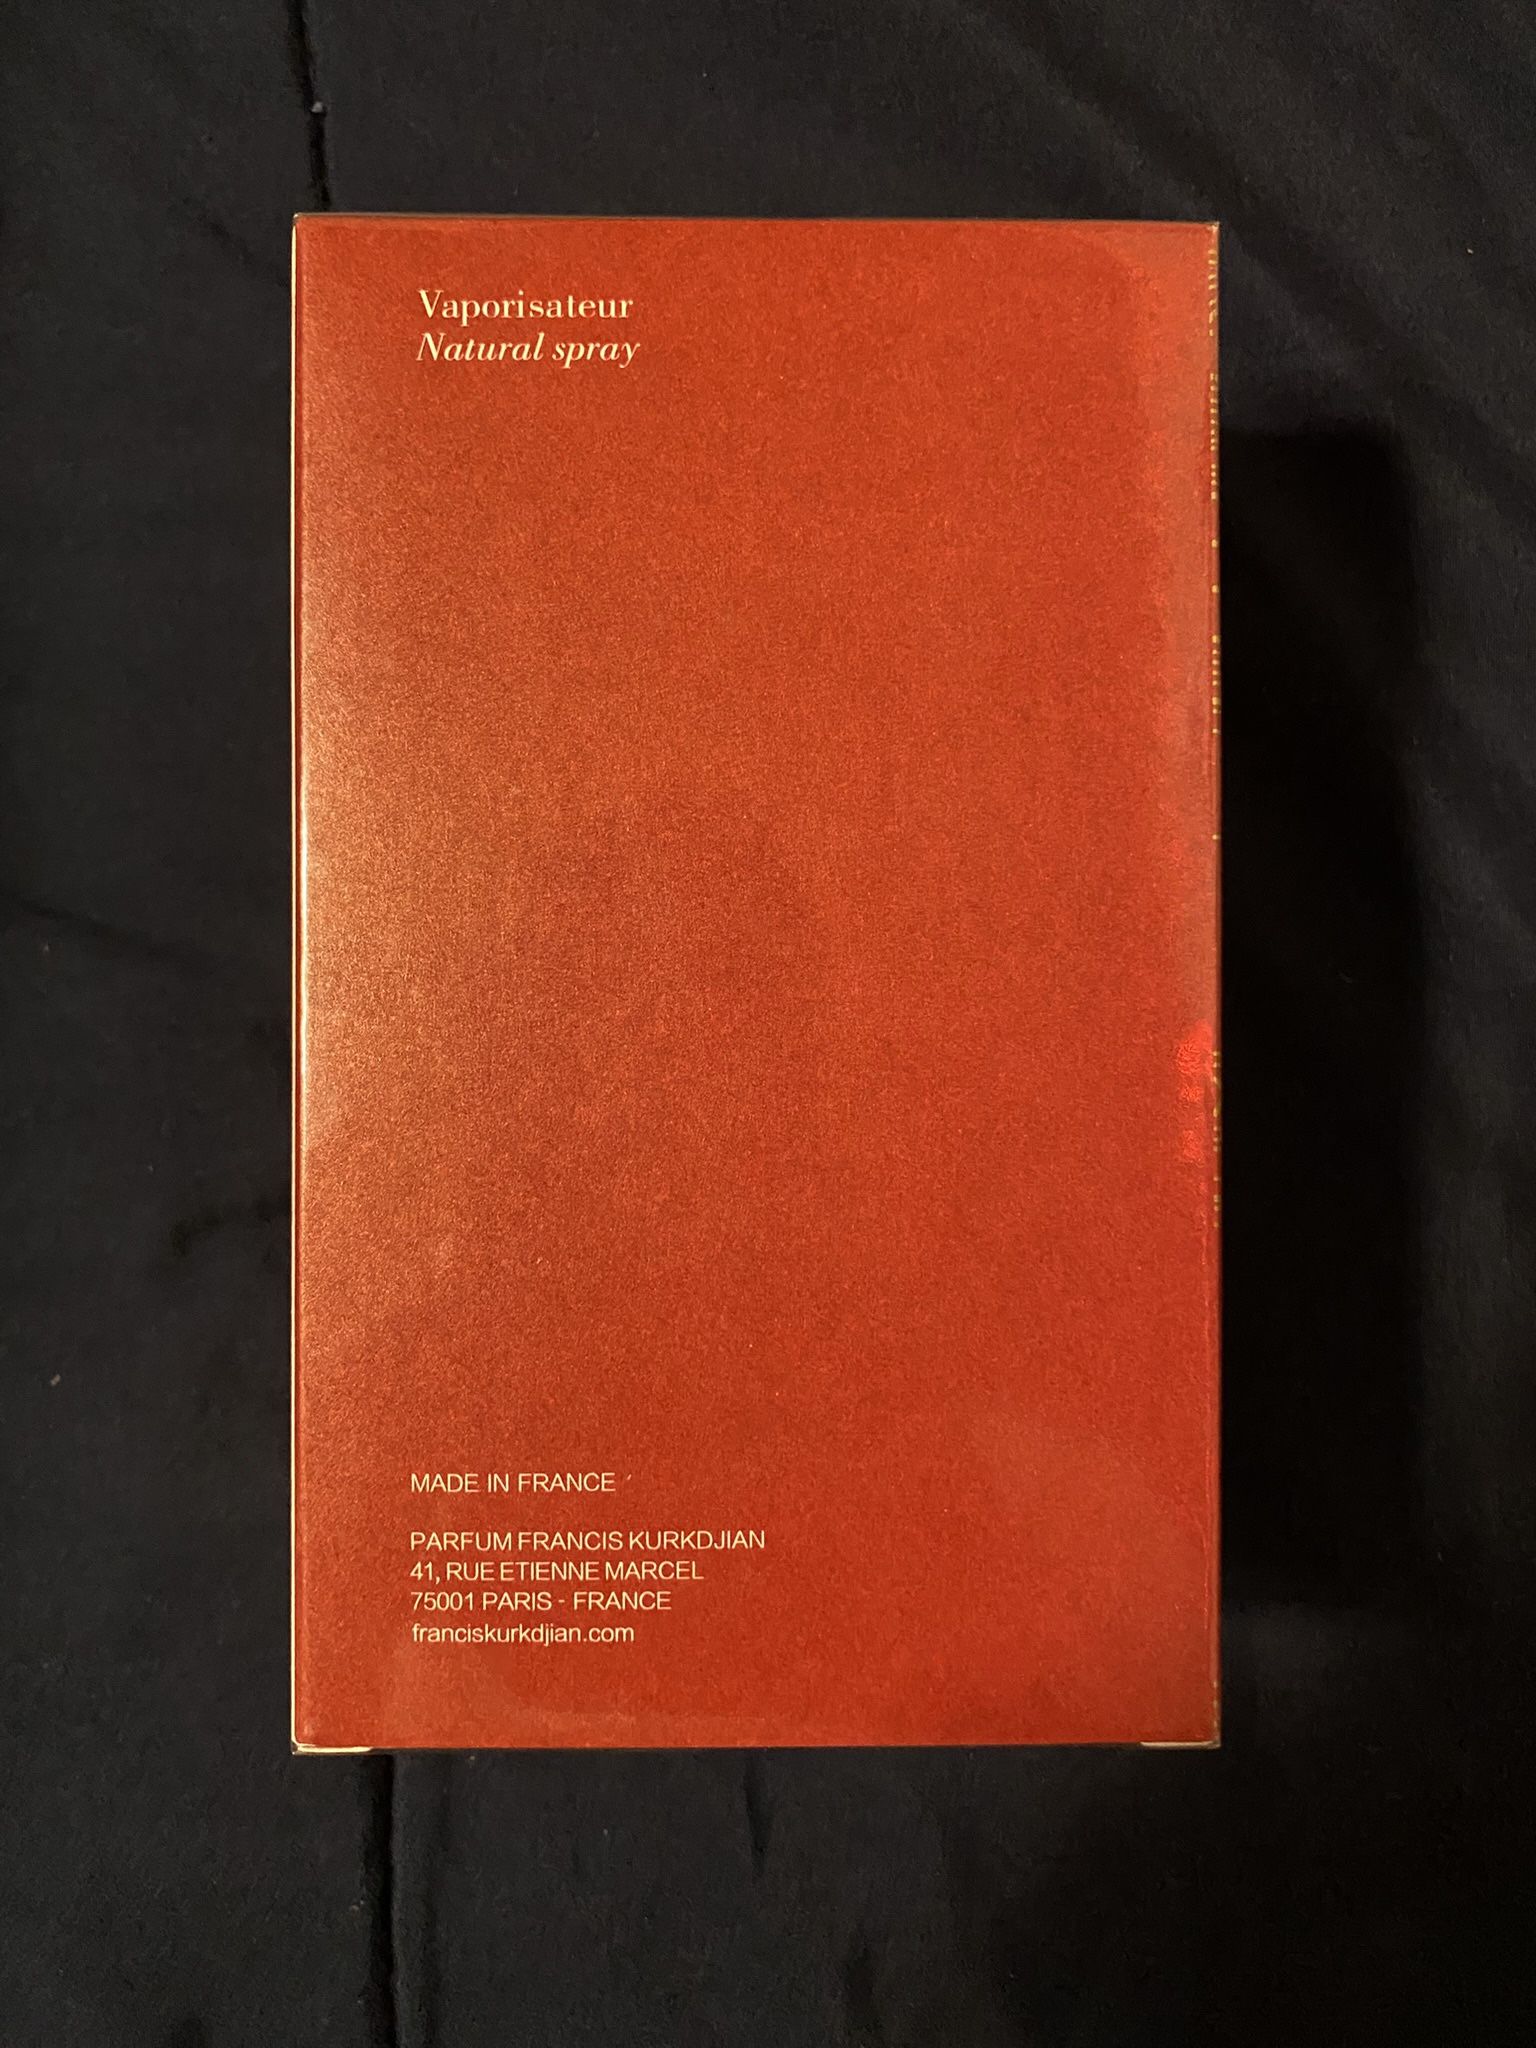 Vaporisateur
Natural spray
MADE IN FRANCE
PARFUM FRANCIS KURKDJIAN
41, RUE ETIENNE MARCEL
75001 PARIS - FRANCE
franciskurkdjian.com